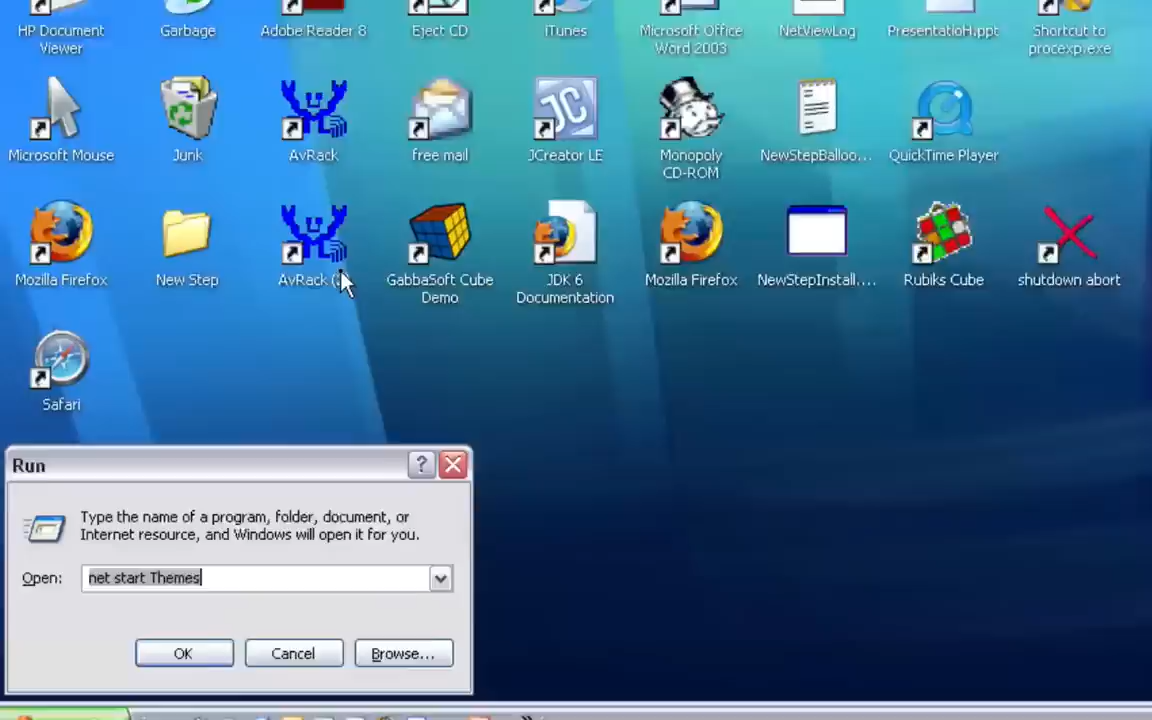 HP Document
Viewer
Garbage
Adobe Reader 8
Eject CD
iTunes
Microsoft Office
Word 2003
NetViewLog
PresentatioH.ppt
Shortcut to
procexp.exe
Microsoft Mouse
Junk
AvRack
free mail
JCreator LE
Monopoly
CD-ROM
NewStepBalloo...
QuickTime Player
Mozilla Firefox
New Step
AvRack
GabbaSoft Cube
Demo
JDK 6
Documentation
Mozilla Firefox
NewStepInstall....
Rubiks Cube
shutdown abort
Safari
Run
Type the name of a program, folder, document, or
Internet resource, and Windows will open it for you.
Open: net start Themes
OK Cancel Browse...